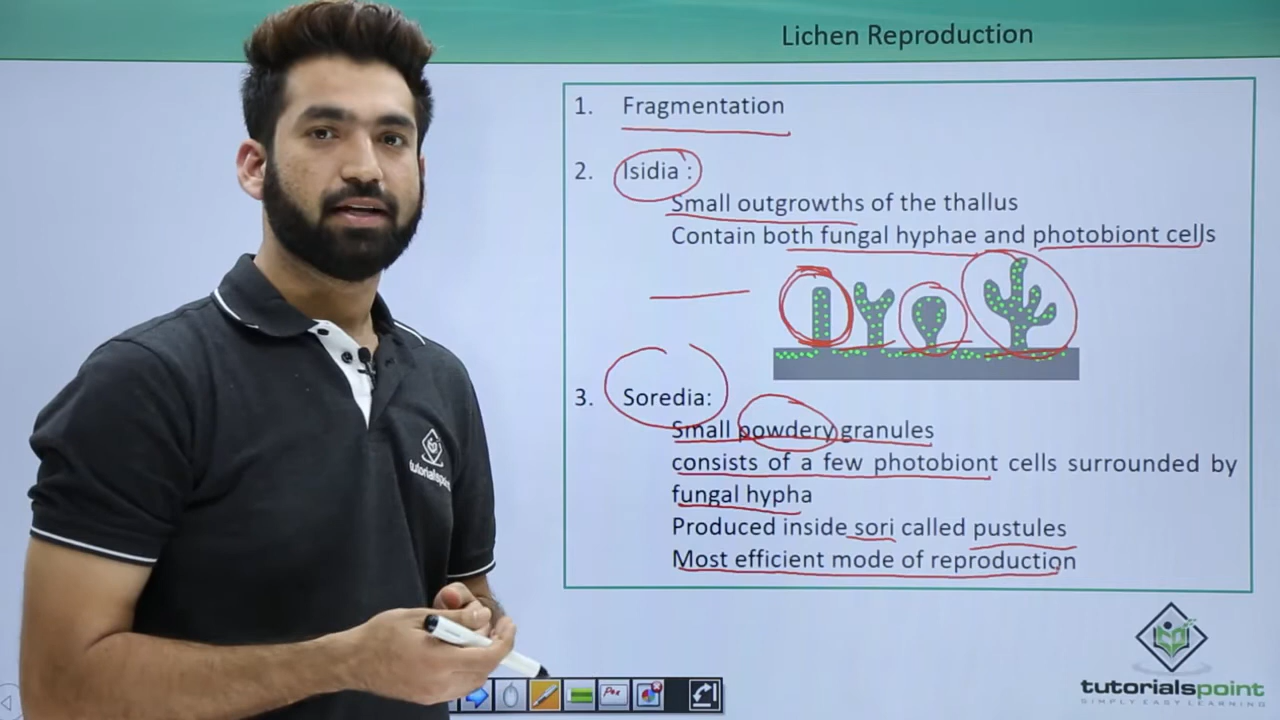 Lichen Reproduction
1. Fragmentation
2. Isidia :
Small outgrowths of the thallus
Contain both fungal hyphae and photobiont cells
3. Soredia:
Small powdery granules
consists of a few photobiont cells surrounded by
fungal hypha
Produced inside sori called pustules
Most efficient mode of reproduction
tutorialspoint
Pen
tutorialspoint
SIMPLY EASY LEARNING